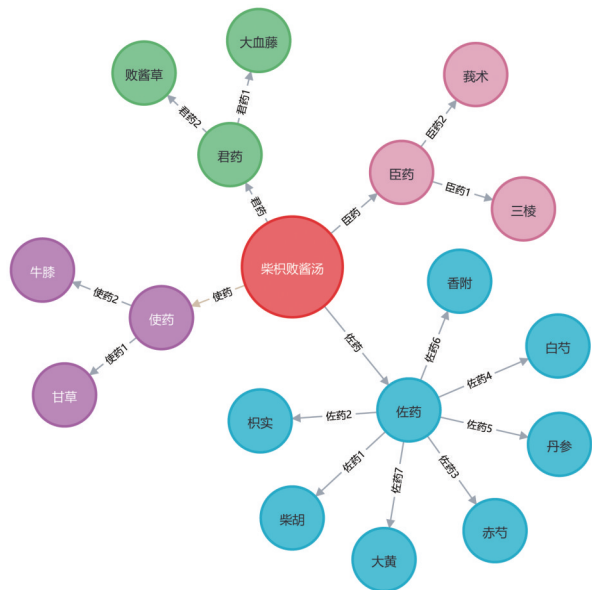 大血藤
败酱草
君药1
君药2
君药
君药
莪术
臣药2
臣药
臣药1
三棱
臣药
柴枳败酱汤
牛膝
使药2
使药
使药
使药1
甘草
佐药
香附
佐药6
白芍
佐药4
佐药
枳实
佐药2
佐药5
丹参
佐药1
佐药7
佐药3
柴胡
大黄
赤芍